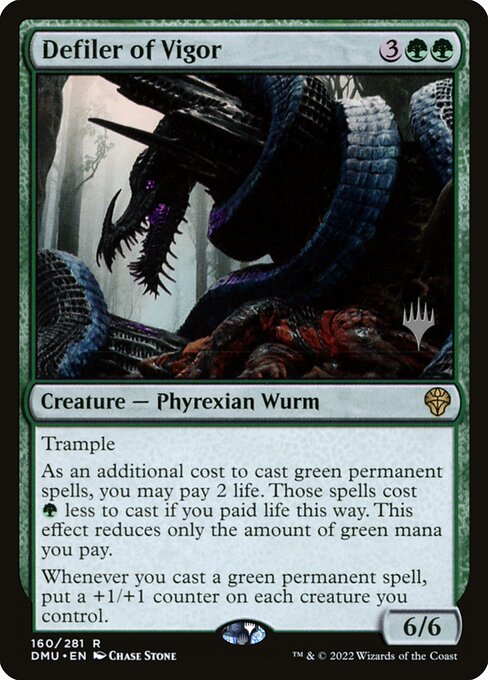 Defiler of Vigor 3
Creature — Phyrexian Wurm
Trample
As an additional cost to cast green permanent
spells, you may pay 2 life. Those spells cost
less to cast if you paid life this way. This
effect reduces only the amount of green mana
you pay.
Whenever you cast a green permanent spell,
put a +1/+1 counter on each creature you
control.
6/6
160/281 R
DMU • EN Chase Stone
™ & © 2022 Wizards of the Coast